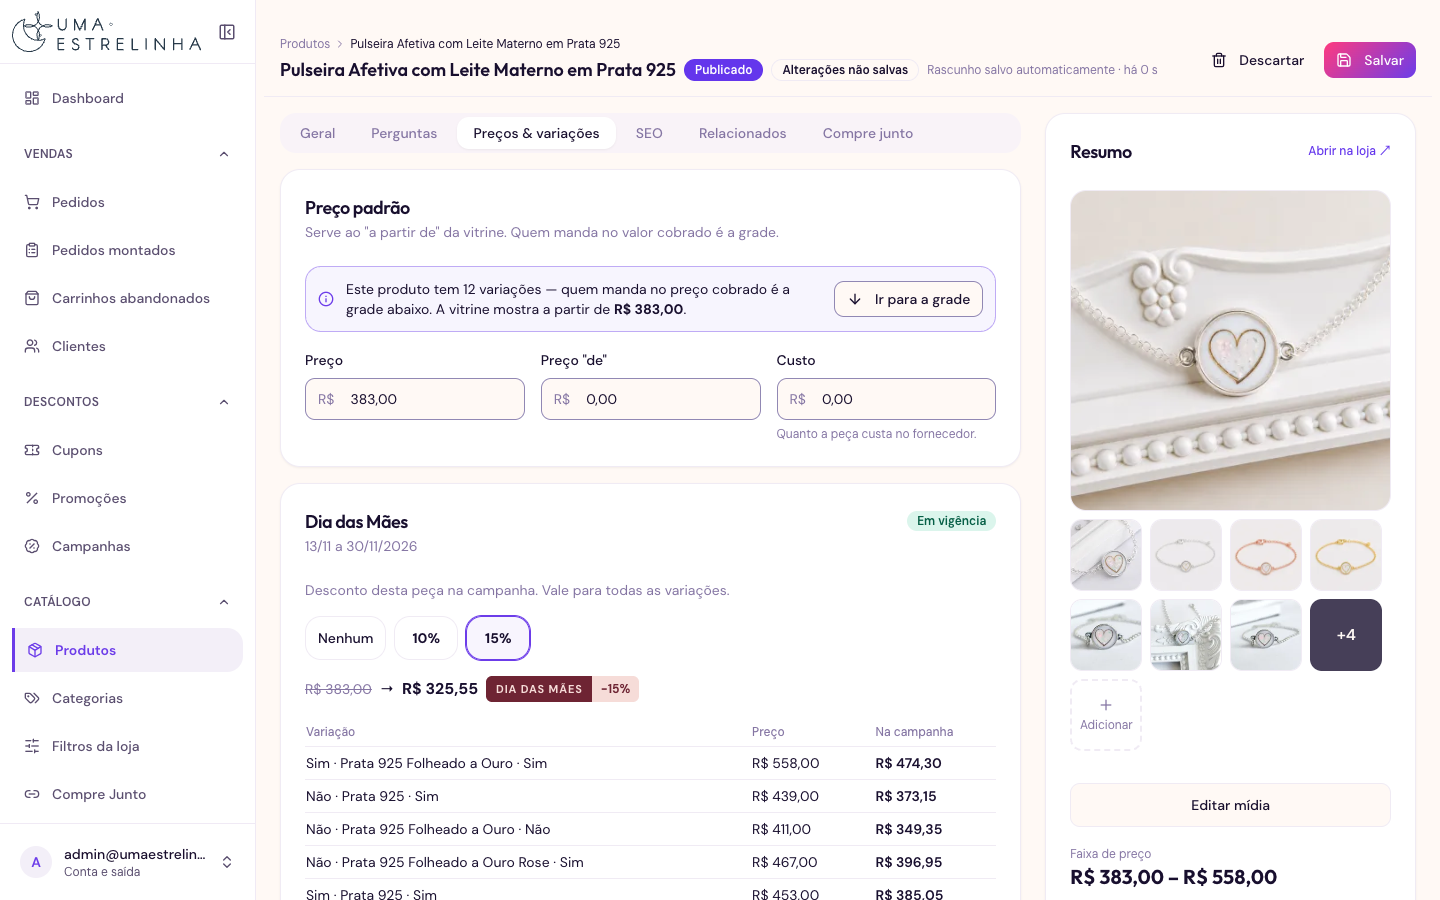 UMA
ESTRELINHA
Dashboard
VENDAS
Pedidos
Pedidos montados
Carrinhos abandonados
Clientes
DESCONTOS
Cupons
Promoções
Campanhas
CATÁLOGO
Produtos
Categorias
Filtros da loja
Compre Junto
A
admin@umaestrelin...
Conta e saída
Produtos > Pulseira Afetiva com Leite Materno em Prata 925
Pulseira Afetiva com Leite Materno em Prata 925 Publicado Alterações não salvas Rascunho salvo automaticamente · há 0 s
Descartar
Salvar
Geral Perguntas Preços & variações SEO Relacionados Compre junto
Preço padrão
Serve ao "a partir de" da vitrine. Quem manda no valor cobrado é a grade.
Este produto tem 12 variações — quem manda no preço cobrado é a
grade abaixo. A vitrine mostra a partir de R$ 383,00.
↓ Ir para a grade
Preço Preço "de" Custo
R$ 383,00 R$ 0,00 R$ 0,00
Quanto a peça custa no fornecedor.
Dia das Mães
Em vigência
13/11 a 30/11/2026
Desconto desta peça na campanha. Vale para todas as variações.
Nenhum 10% 15%
R$ 383,00 → R$ 325,55 DIA DAS MÃES -15%
Variação Preço Na campanha
Sim · Prata 925 Folheado a Ouro · Sim R$ 558,00 R$ 474,30
Não · Prata 925 · Sim R$ 439,00 R$ 373,15
Não · Prata 925 Folheado a Ouro · Não R$ 411,00 R$ 349,35
Não · Prata 925 Folheado a Ouro Rose · Sim R$ 467,00 R$ 396,95
Sim · Prata 925 · Sim R$ 453,00 R$ 385,05
Resumo
Abrir na loja ↗
+4
+
Adicionar
Editar mídia
Faixa de preço
R$ 383,00 – R$ 558,00